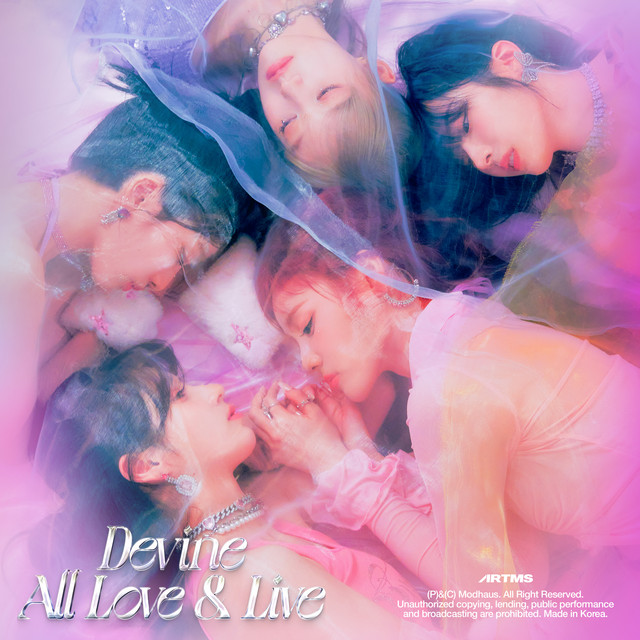 Devine
All Love & Live
ARTMS
(P)&(C) Modhaus. All Right Reserved.
Unauthorized copying, lending, public performance
and broadcasting are prohibited. Made in Korea.